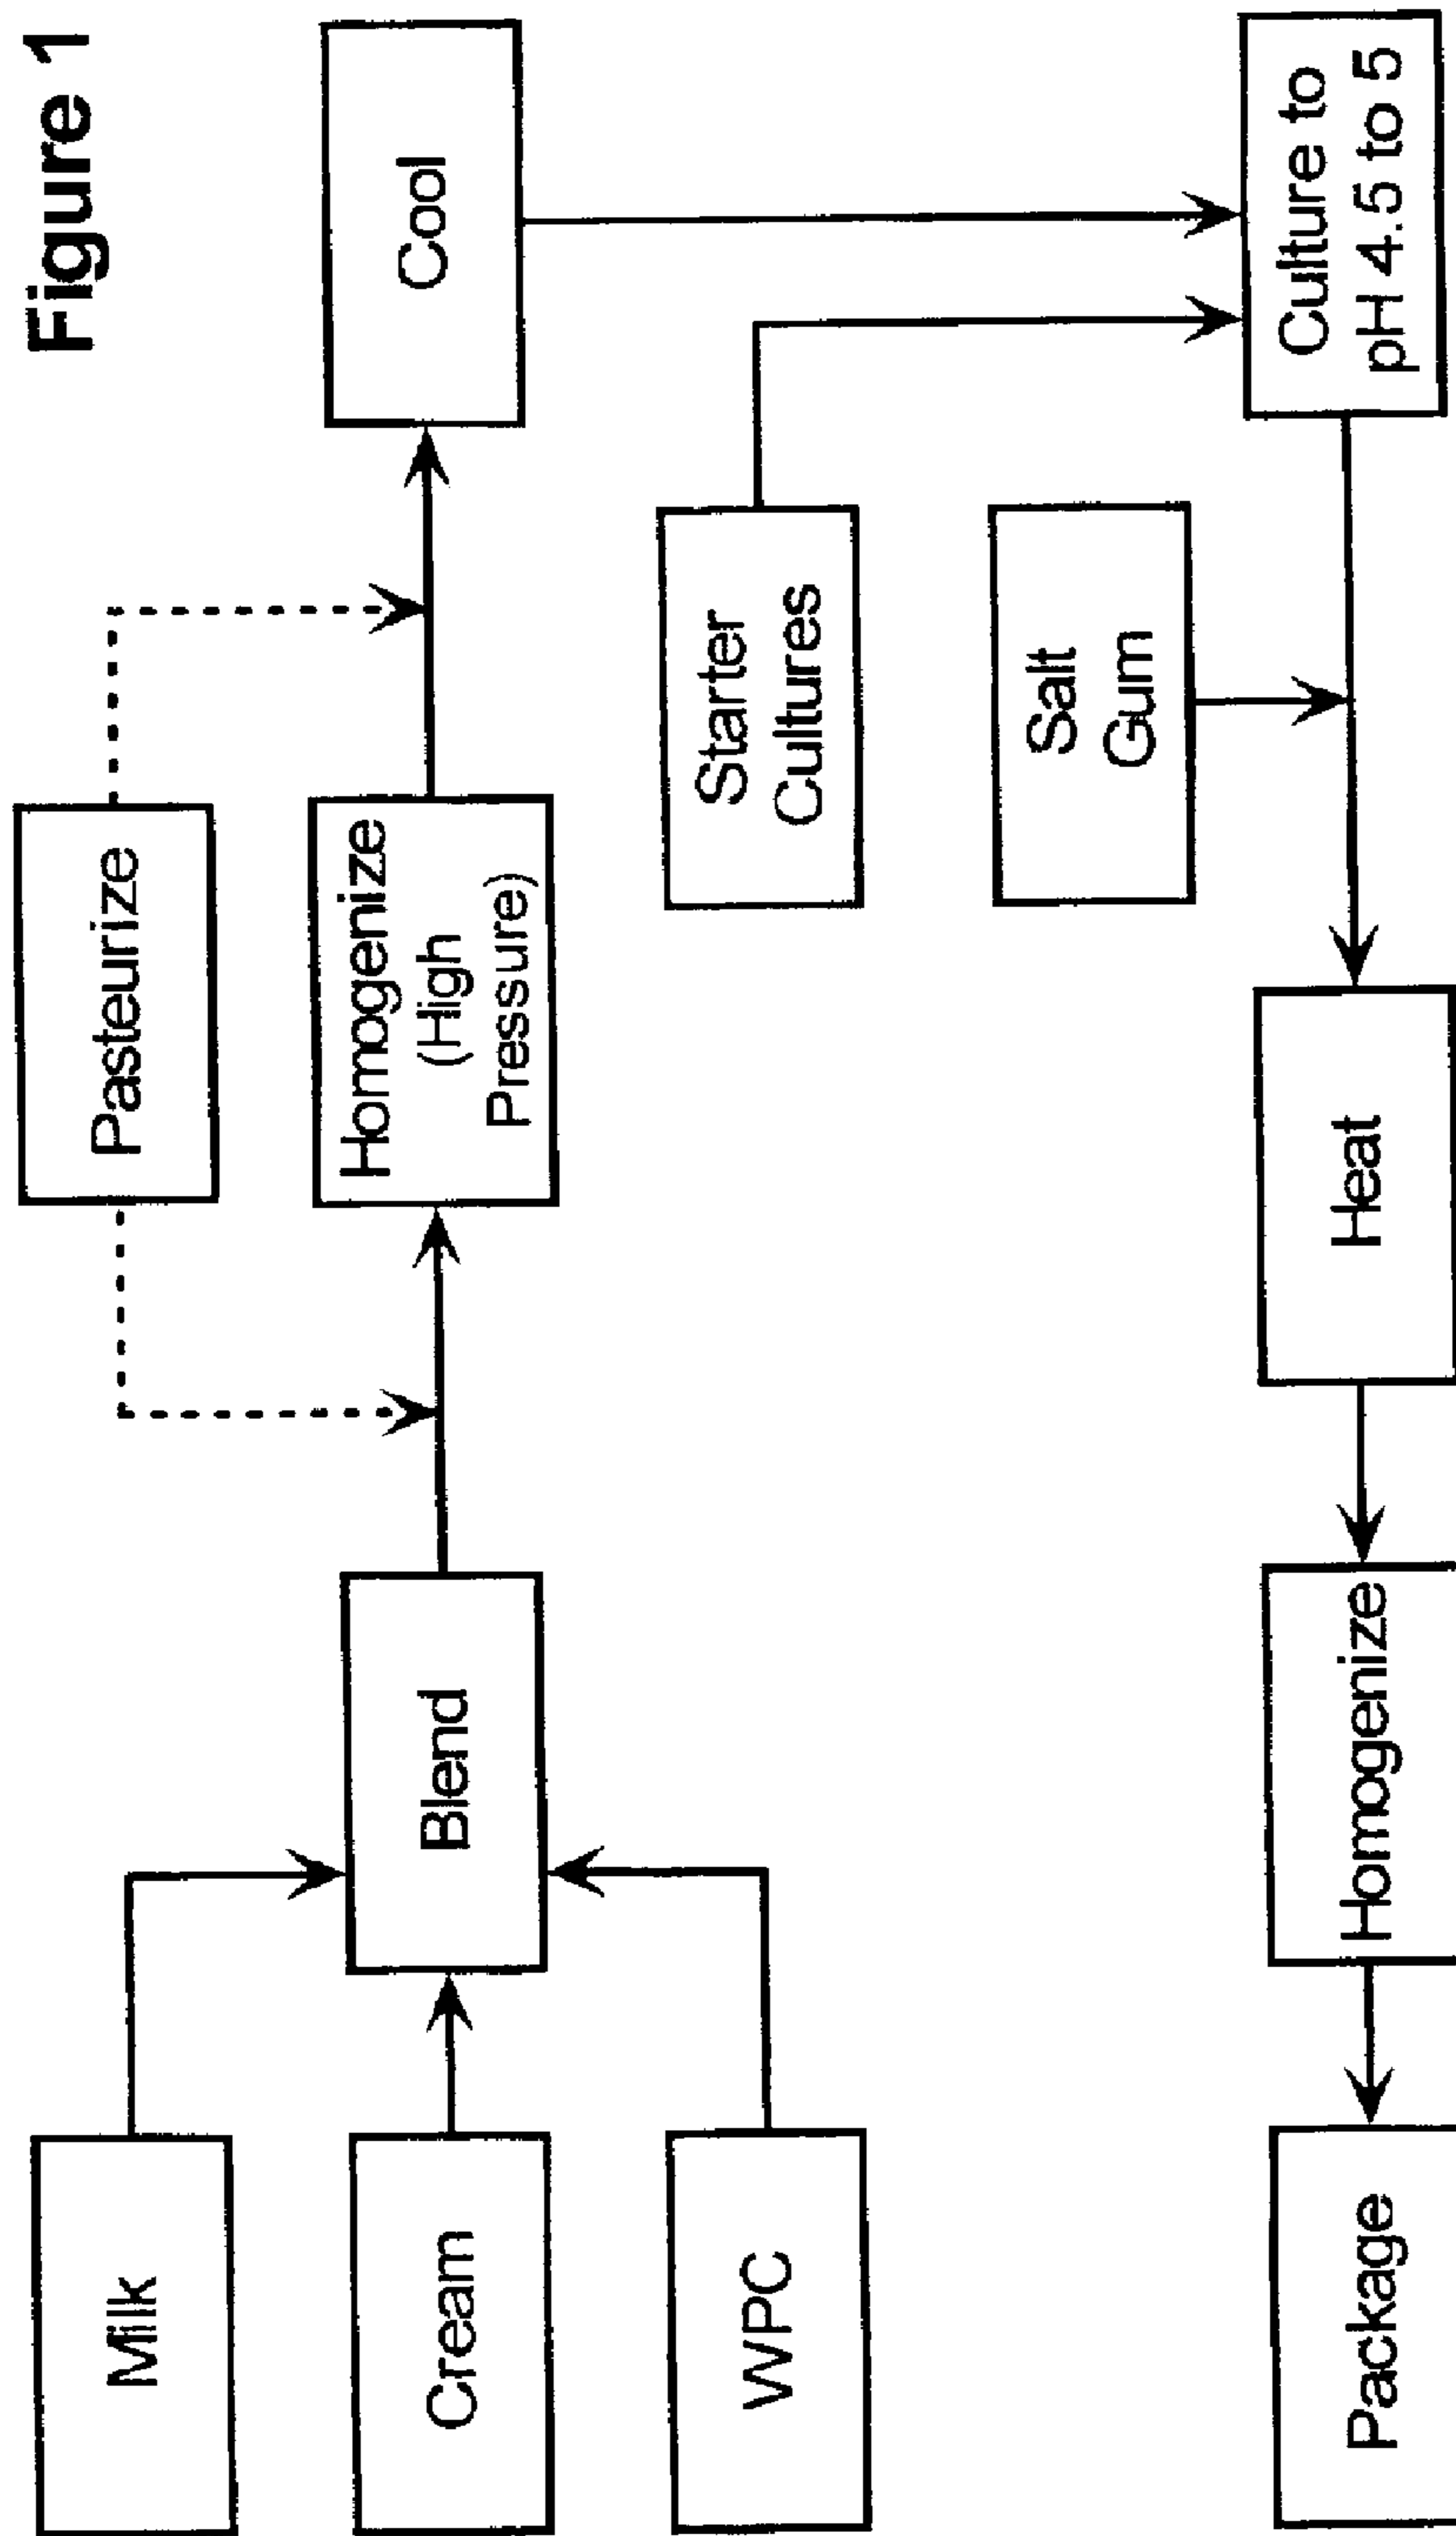 Figure 1
Pasteurize
Milk
Cream
WPC
Blend
Homogenize
(High
Pressure)
Cool
Starter
Cultures
Salt
Gum
Culture to
pH 4.5 to 5
Heat
Homogenize
Package